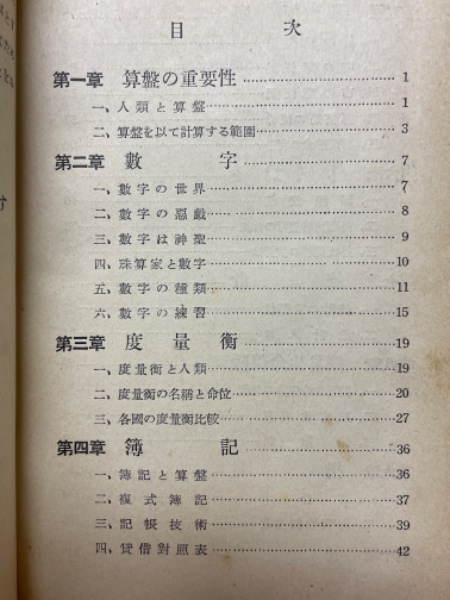 目次
第一章 算盤の重要性 1
一、人類と算盤 1
二、算盤を以て計算する範圍 3
第二章 數字 7
一、數字の世界 7
二、數字の惡戲 8
三、數字は神聖 9
四、珠算家と數字 10
五、數字の種類 11
六、數字の練習 15
第三章 度量衡 19
一、度量衡と人類 19
二、度量衡の名稱と命位 20
三、各國の度量衡比較 27
第四章 簿記 36
一、簿記と算盤 36
二、複式簿記 37
三、記帳技術 39
四、貸借對照表 42